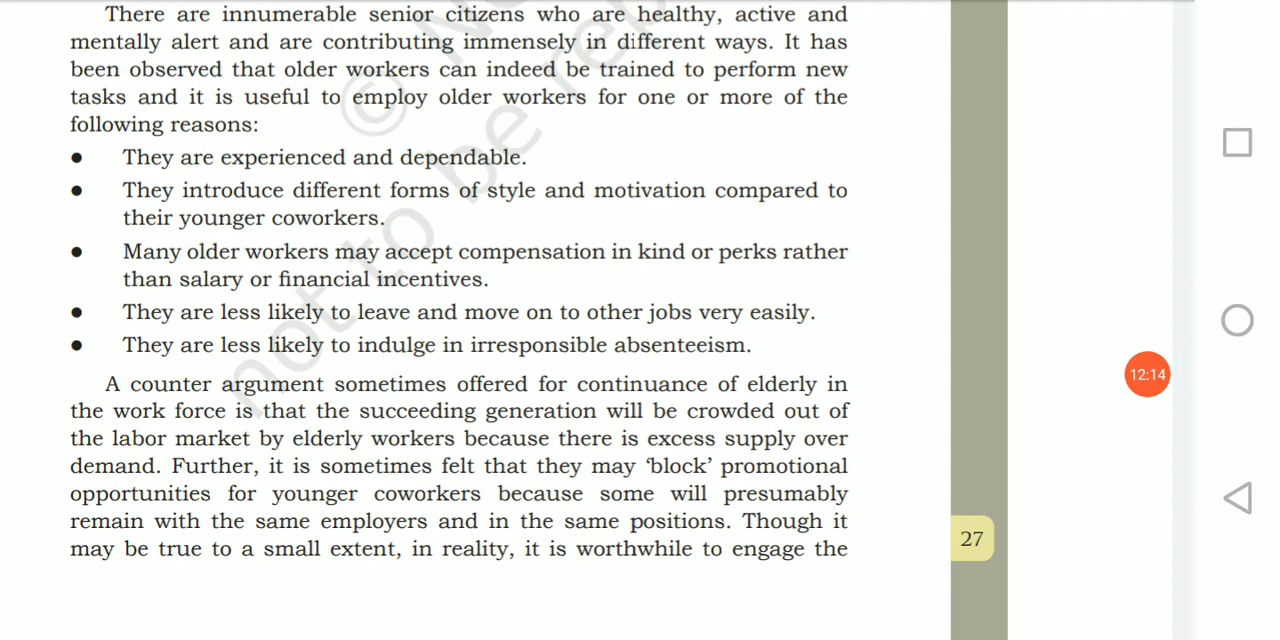 There are innumerable senior citizens who are healthy, active and
mentally alert and are contributing immensely in different ways. It has
been observed that older workers can indeed be trained to perform new
tasks and it is useful to employ older workers for one or more of the
following reasons:
● They are experienced and dependable.
● They introduce different forms of style and motivation compared to
their younger coworkers.
● Many older workers may accept compensation in kind or perks rather
than salary or financial incentives.
● They are less likely to leave and move on to other jobs very easily.
● They are less likely to indulge in irresponsible absenteeism.
A counter argument sometimes offered for continuance of elderly in
the work force is that the succeeding generation will be crowded out of
the labor market by elderly workers because there is excess supply over
demand. Further, it is sometimes felt that they may ‘block’ promotional
opportunities for younger coworkers because some will presumably
remain with the same employers and in the same positions. Though it
may be true to a small extent, in reality, it is worthwhile to engage the
27
12:14
© N
not to be rep